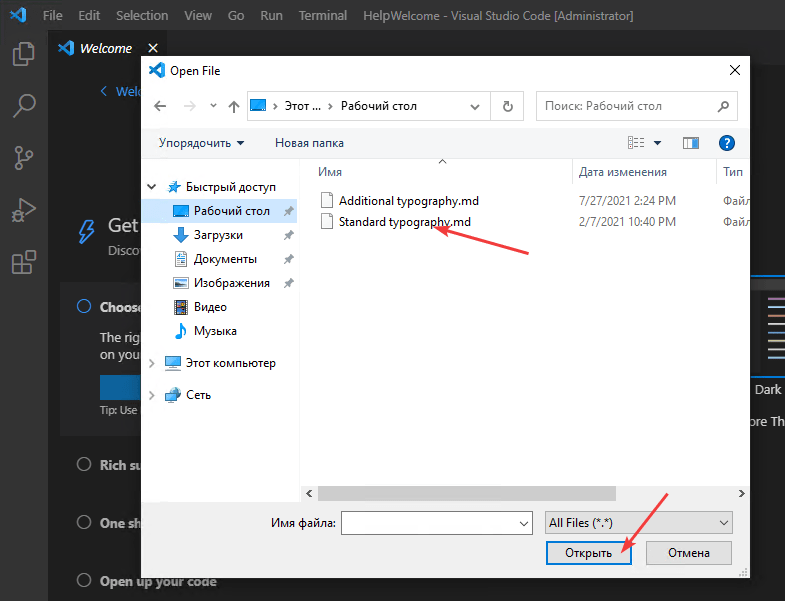 File Edit Selection View Go Run Terminal HelpWelcome - Visual Studio Code [Administrator]
Welcome
Open File
Этот ... Рабочий стол
Поиск: Рабочий стол
Упорядочить Новая папка
Имя Дата изменения Тип
Быстрый доступ
Рабочий стол
Загрузки
Документы
Изображения
Видео
Музыка
Этот компьютер
Сеть
Additional typography.md 7/27/2021 2:24 PM Файл
Standard typography.md 2/7/2021 10:40 PM Файл
Get
Disco
Choose
The rig
on you
Tip: Use
Rich su
One sh
Open up your code
Dark
ore Th
Имя файла: All Files (*.*)
Открыть Отмена